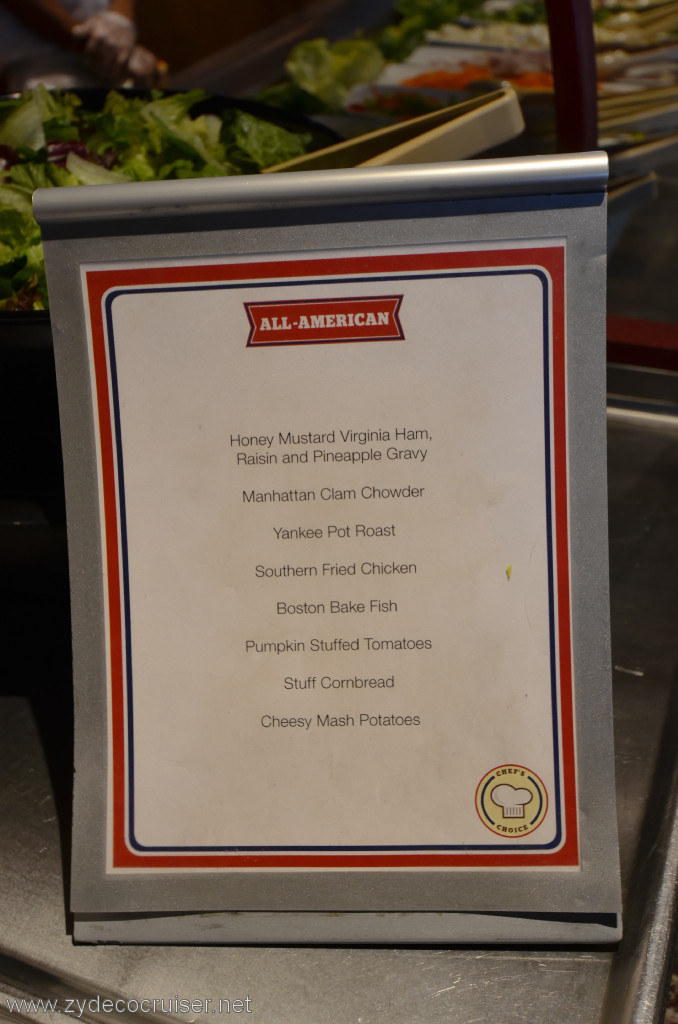 ALL-AMERICAN
Honey Mustard Virginia Ham,
Raisin and Pineapple Gravy
Manhattan Clam Chowder
Yankee Pot Roast
Southern Fried Chicken
Boston Bake Fish
Pumpkin Stuffed Tomatoes
Stuff Cornbread
Cheesy Mash Potatoes
CHEF'S
CHOICE
www.zydecocruiser.net